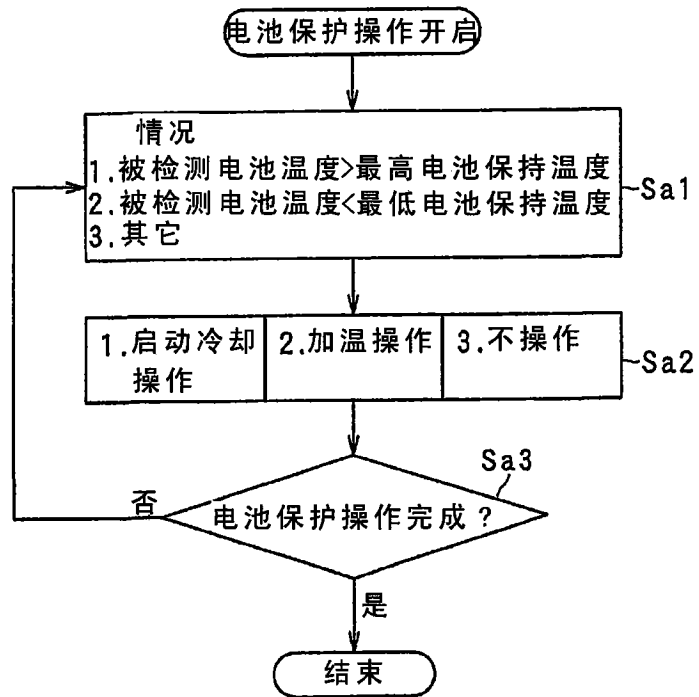 电池保护操作开启
情况
1.被检测电池温度>最高电池保持温度
2.被检测电池温度<最低电池保持温度
3.其它
Sa1
1.启动冷却
操作
2.加温操作
3.不操作
Sa2
Sa3
否
电池保护操作完成?
是
结束